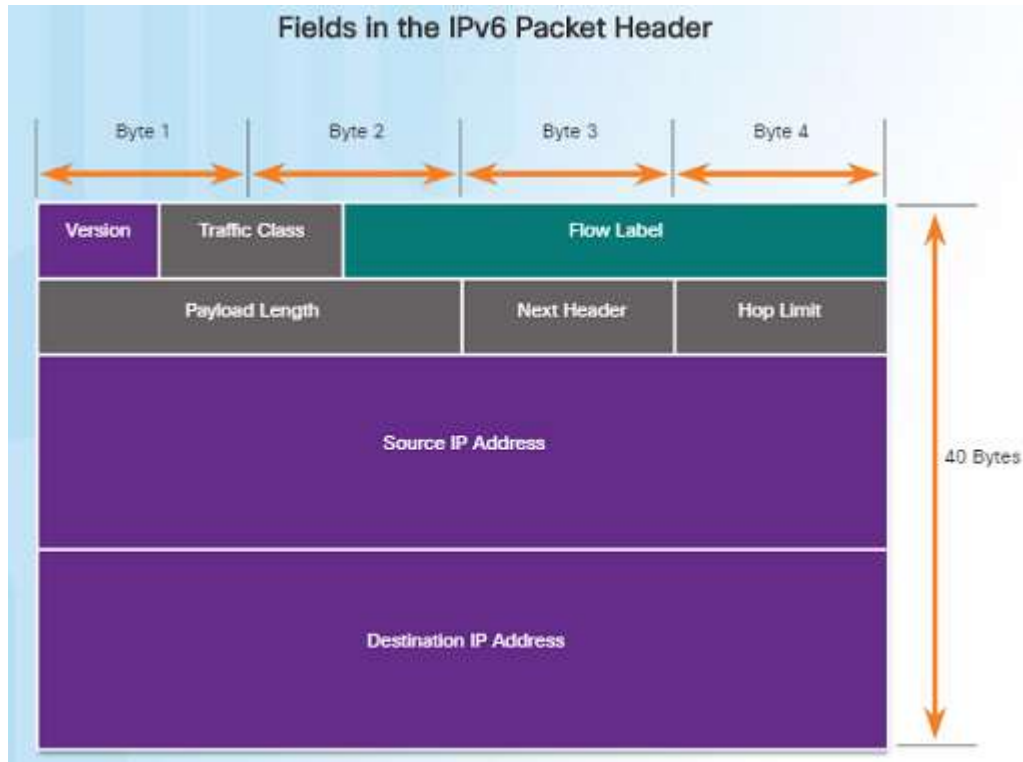 Fields in the IPv6 Packet Header
Byte 1 Byte 2 Byte 3 Byte 4
Version Traffic Class Flow Label
Payload Length Next Header Hop Limit
Source IP Address
40 Bytes
Destination IP Address